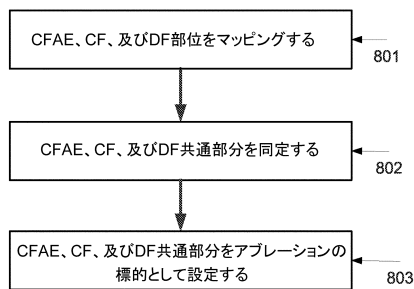 CFAE、CF、及びDF部位をマッピングする
801
CFAE、CF、及びDF共通部分を同定する
802
CFAE、CF、及びDF共通部分をアブレーションの
標的として設定する
803